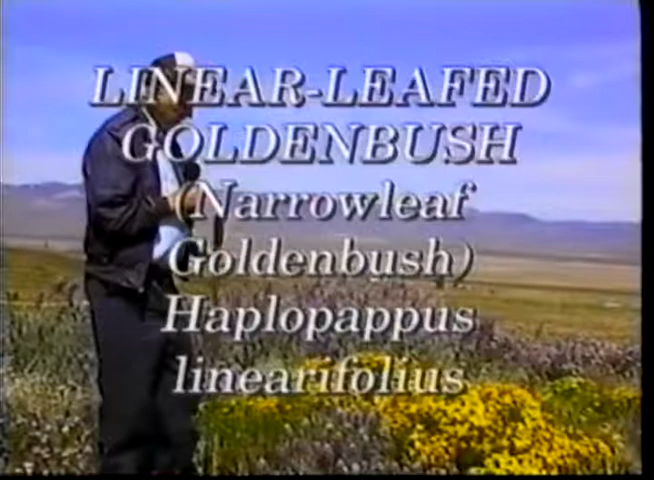 LINEAR-LEAFED
GOLDENBUSH
(Narrowleaf
Goldenbush)
Haplopappus
linearifolius